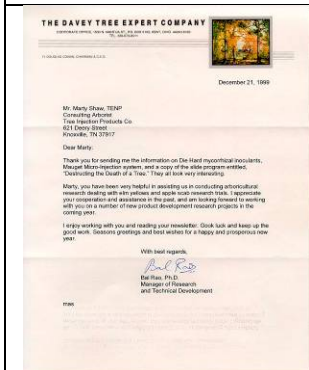 THE DAVEY TREE EXPERT COMPANY
December 21, 1999
Mr. Marty Shaw, TENP
Consulting Arborist
Tree Injection Products Co.
621 Deery Street
Knoxville, TN 37917
Dear Marty:
Thank you for sending me the information on Die Hard mycorrhizal inoculants,
Mauget Micro-Injection system, and a copy of the slide program entitled,
"Destructing the Death of a Tree." They all look very interesting.
Marty, you have been very helpful in assisting us in conducting arboricultural
research dealing with elm yellows and apple scab research trials. I appreciate
your cooperation and assistance in the past, and am looking forward to working
with you on a number of new product development research projects in the
coming year.
I enjoy working with you and reading your newsletter. Good luck and keep up the
good work. Seasons greetings and best wishes for a happy and prosperous new
year.
With best regards,
Bal Rao
Bal Rao, Ph.D.
Manager of Research
and Technical Development